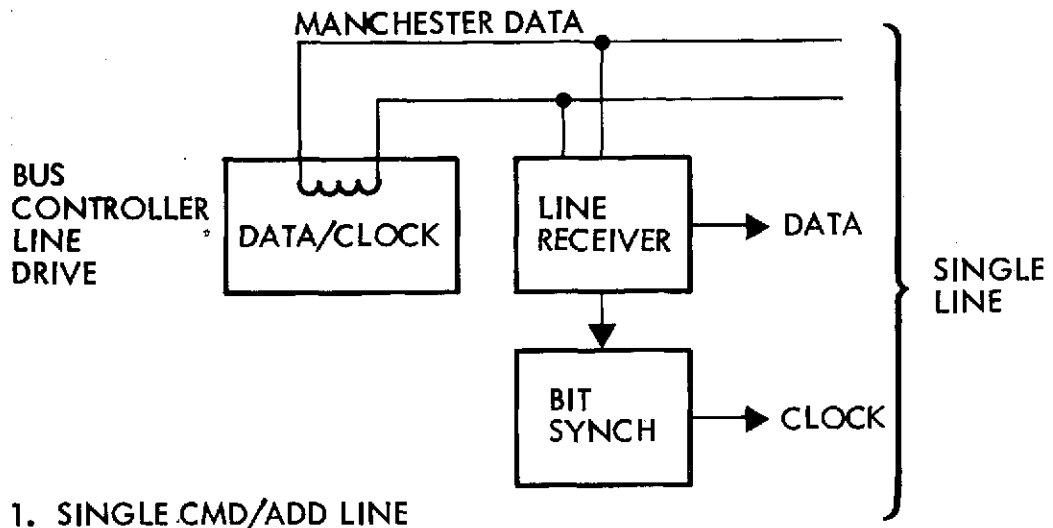 MANCHESTER DATA
BUS
CONTROLLER
LINE
DRIVE
DATA/CLOCK
LINE
RECEIVER
DATA
BIT
SYNCH
CLOCK
SINGLE
LINE
1. SINGLE CMD/ADD LINE